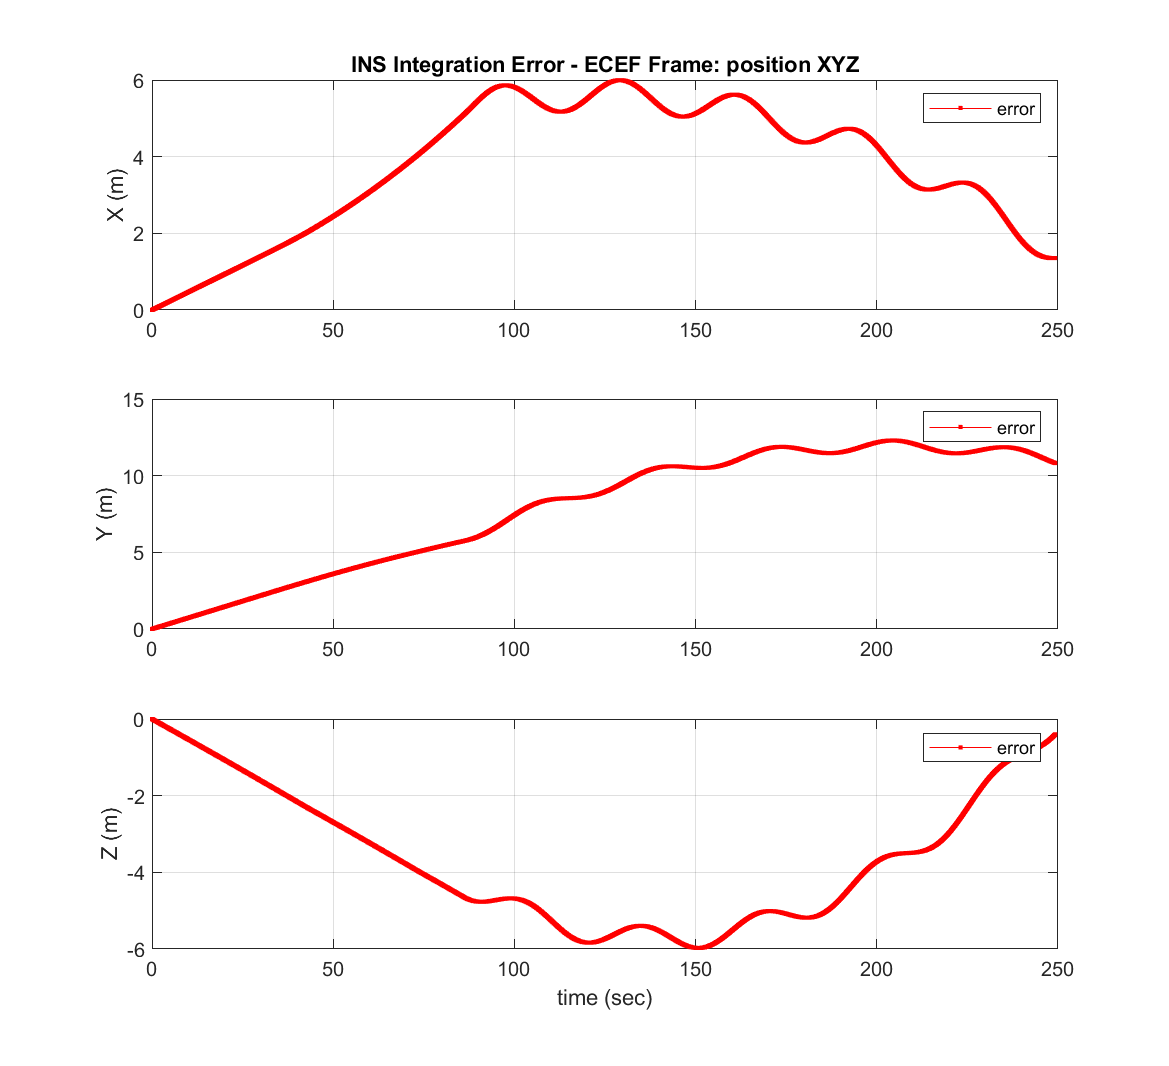 INS Integration Error - ECEF Frame: position XYZ
6
4
2
0
X (m)
error
0 50 100 150 200 250
15
10
5
0
Y (m)
error
0 50 100 150 200 250
0
-2
-4
-6
Z (m)
error
0 50 100 150 200 250
time (sec)